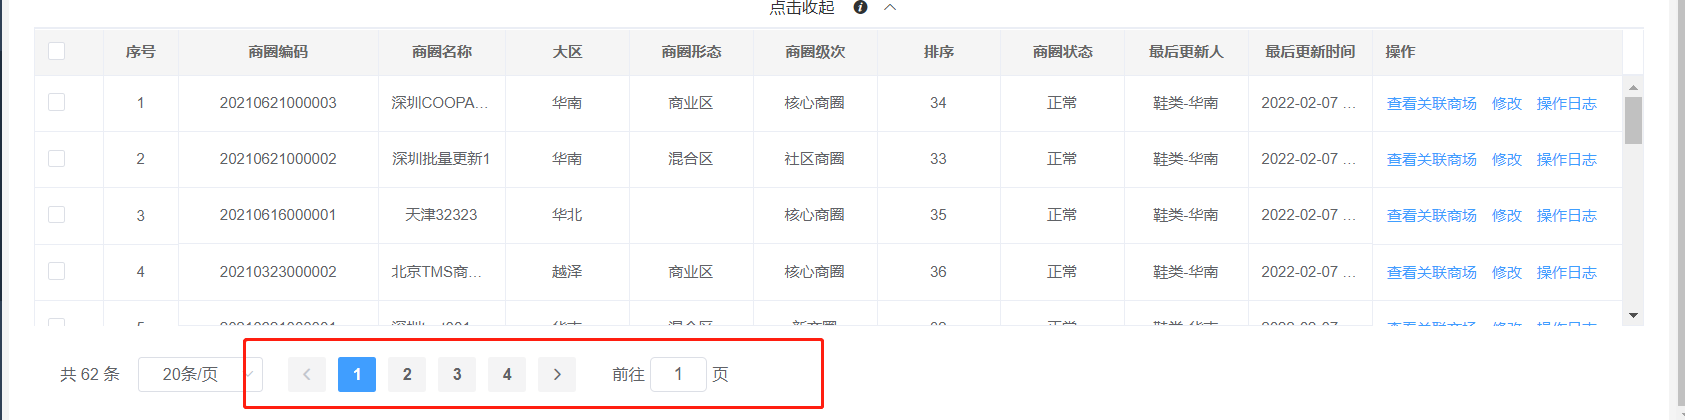 点击收起
序号 商圈编码 商圈名称 大区 商圈形态 商圈级次 排序 商圈状态 最后更新人 最后更新时间 操作
1 20210621000003 深圳COOPA... 华南 商业区 核心商圈 34 正常 鞋类-华南 2022-02-07 ... 查看关联商场 修改 操作日志
2 20210621000002 深圳批量更新1 华南 混合区 社区商圈 33 正常 鞋类-华南 2022-02-07 ... 查看关联商场 修改 操作日志
3 20210616000001 天津32323 华北 核心商圈 35 正常 鞋类-华南 2022-02-07 ... 查看关联商场 修改 操作日志
4 20210323000002 北京TMS商... 越泽 商业区 核心商圈 36 正常 鞋类-华南 2022-02-07 ... 查看关联商场 修改 操作日志
共 62 条 20条/页 1 2 3 4 前往 1 页